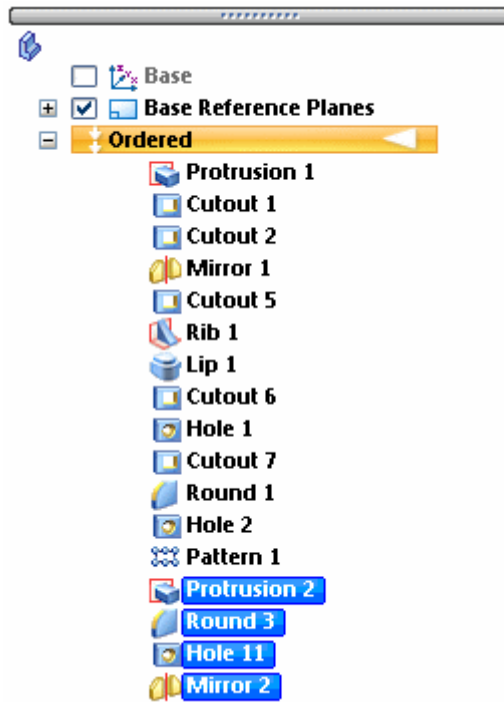 Base
Base Reference Planes
Ordered
Protrusion 1
Cutout 1
Cutout 2
Mirror 1
Cutout 5
Rib 1
Lip 1
Cutout 6
Hole 1
Cutout 7
Round 1
Hole 2
Pattern 1
Protrusion 2
Round 3
Hole 11
Mirror 2